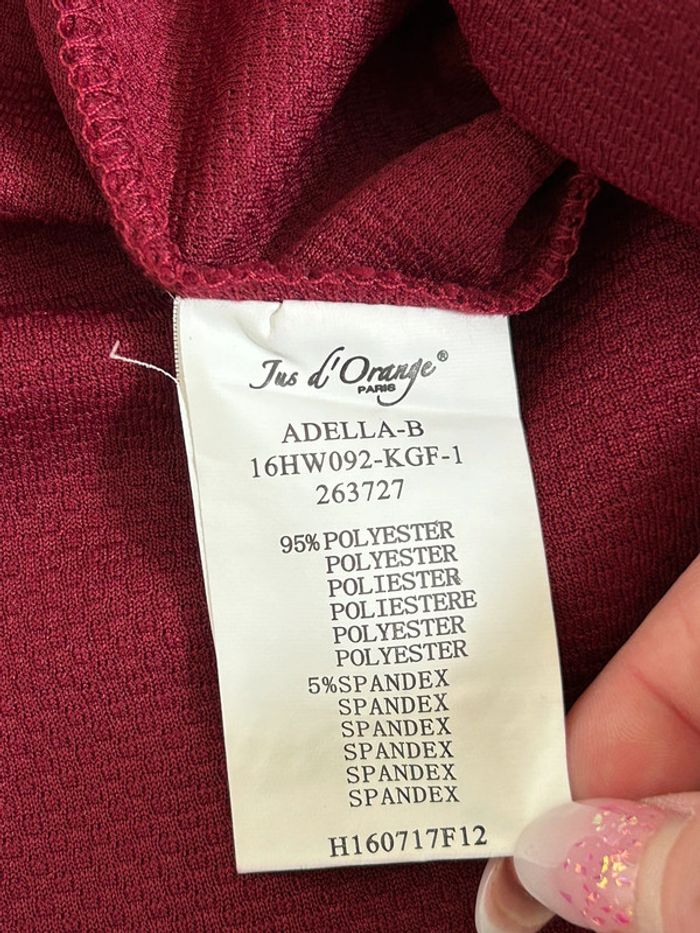 Jus d'Orange®
PARIS
ADELLA-B
16HW092-KGF-1
263727
95% POLYESTER
POLYESTER
POLIESTER
POLIESTERE
POLYESTER
POLYESTER
5%SPANDEX
SPANDEX
SPANDEX
SPANDEX
SPANDEX
SPANDEX
H160717F12